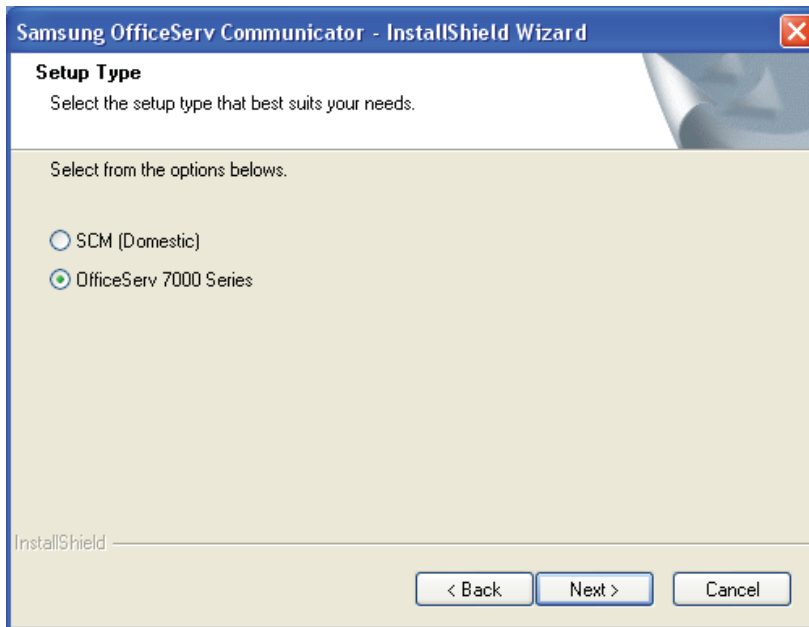 Samsung OfficeServ Communicator - InstallShield Wizard
Setup Type
Select the setup type that best suits your needs.
Select from the options belows.
SCM (Domestic)
OfficeServ 7000 Series
InstallShield
< Back Next > Cancel